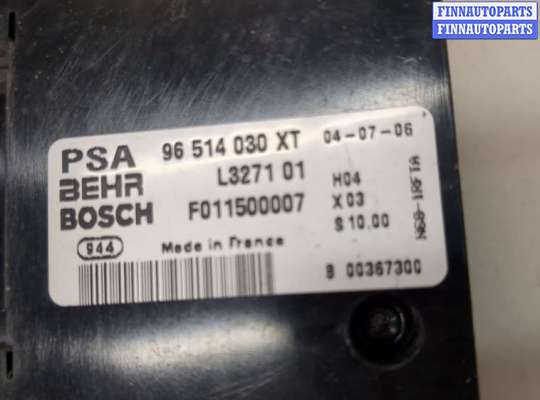 FINNAUTOPARTS
FINNAUTOPARTS
PSA 96 514 030 XT 04-07-06
BEHR L3271 01 H04
BOSCH F011500007 X 03
S 10.00
944 Made in France
B 00367300